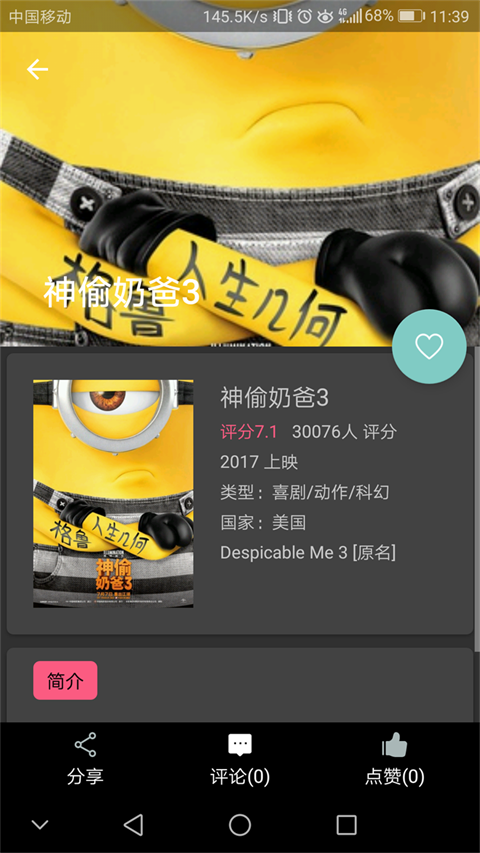 中国移动 145.5K/s 4G 68% 11:39
格鲁 人生几何
神偷奶爸3
ILLUMINATION
神偷奶爸3
评分7.1 30076人 评分
2017 上映
类型：喜剧/动作/科幻
国家：美国
Despicable Me 3 [原名]
格鲁 人生几何
神偷
奶爸3
简介
分享 评论(0) 点赞(0)